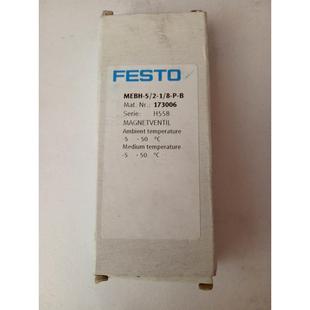 FESTO
MEBH-5/2-1/8-P-B
Mat. Nr.: 173006
Serie: H558
MAGNETVENTIL
Ambient temperature
-5 - 50 °C
Medium temperature
-5 - 50 °C